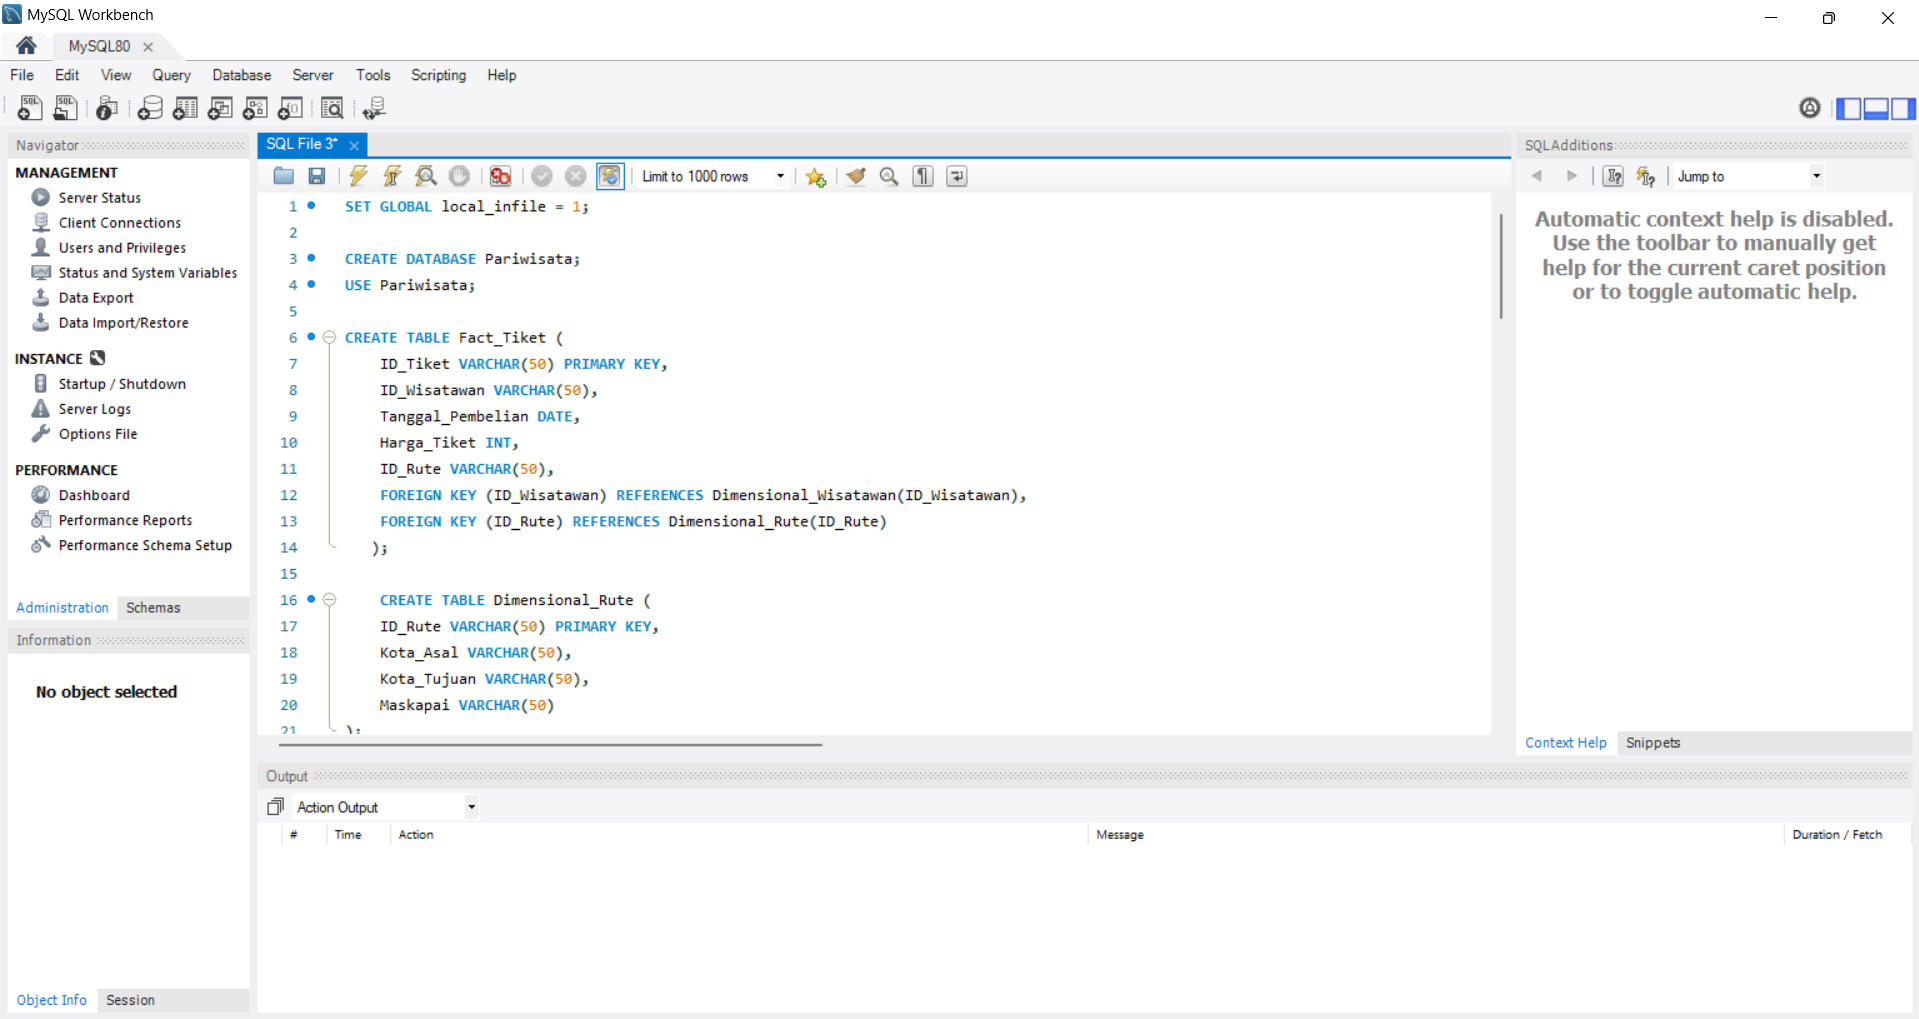 MySQL Workbench
MySQL80
File Edit View Query Database Server Tools Scripting Help
Navigator
MANAGEMENT
Server Status
Client Connections
Users and Privileges
Status and System Variables
Data Export
Data Import/Restore
INSTANCE
Startup / Shutdown
Server Logs
Options File
PERFORMANCE
Dashboard
Performance Reports
Performance Schema Setup
Administration Schemas
Information
No object selected
Object Info Session
SQL File 3*
Limit to 1000 rows
1 SET GLOBAL local_infile = 1;
2
3 CREATE DATABASE Pariwisata;
4 USE Pariwisata;
5
6 CREATE TABLE Fact_Tiket (
7 ID_Tiket VARCHAR(50) PRIMARY KEY,
8 ID_Wisatawan VARCHAR(50),
9 Tanggal_Pembelian DATE,
10 Harga_Tiket INT,
11 ID_Rute VARCHAR(50),
12 FOREIGN KEY (ID_Wisatawan) REFERENCES Dimensional_Wisatawan(ID_Wisatawan),
13 FOREIGN KEY (ID_Rute) REFERENCES Dimensional_Rute(ID_Rute)
14 );
15
16 CREATE TABLE Dimensional_Rute (
17 ID_Rute VARCHAR(50) PRIMARY KEY,
18 Kota_Asal VARCHAR(50),
19 Kota_Tujuan VARCHAR(50),
20 Maskapai VARCHAR(50)
21 );
SQLAdditions
Jump to
Automatic context help is disabled.
Use the toolbar to manually get
help for the current caret position
or to toggle automatic help.
Context Help Snippets
Output
Action Output
# Time Action Message Duration / Fetch